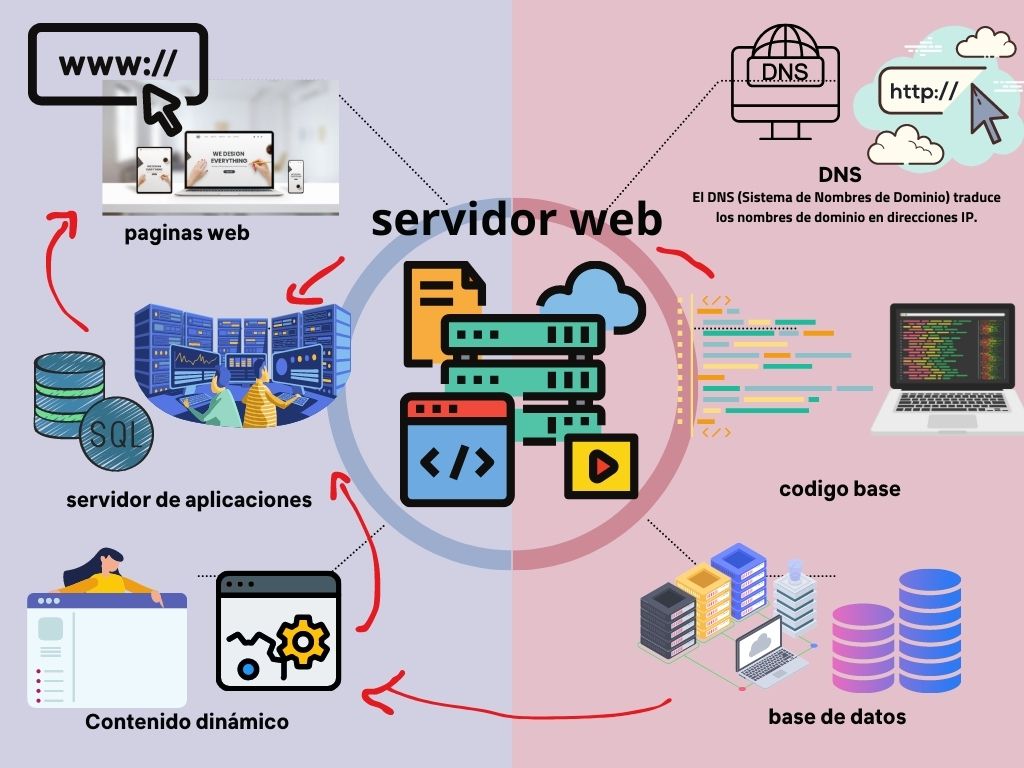 www://
WE DESIGN
EVERYTHING
paginas web
DNS
http://
DNS
El DNS (Sistema de Nombres de Dominio) traduce
los nombres de dominio en direcciones IP.
servidor web
</>
SQL
servidor de aplicaciones
</>
</>
codigo base
Contenido dinámico
base de datos